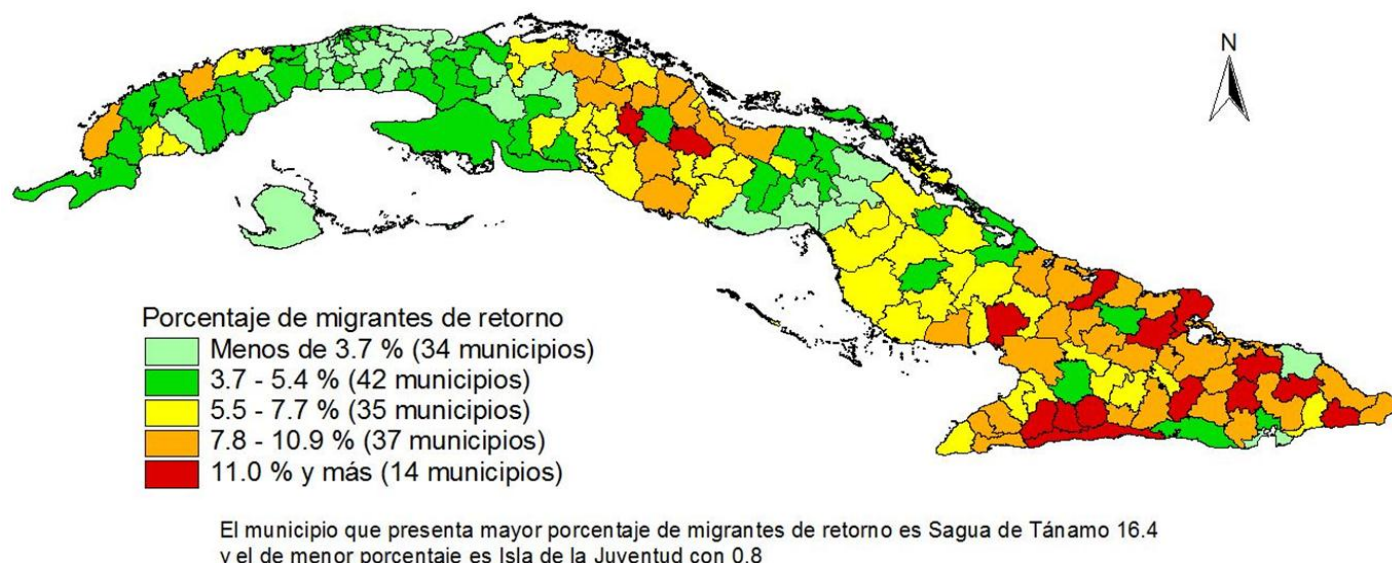 N
Porcentaje de migrantes de retorno
Menos de 3.7 % (34 municipios)
3.7 - 5.4 % (42 municipios)
5.5 - 7.7 % (35 municipios)
7.8 - 10.9 % (37 municipios)
11.0 % y más (14 municipios)
El municipio que presenta mayor porcentaje de migrantes de retorno es Sagua de Tánamo 16.4
y el de menor porcentaje es Isla de la Juventud con 0.8